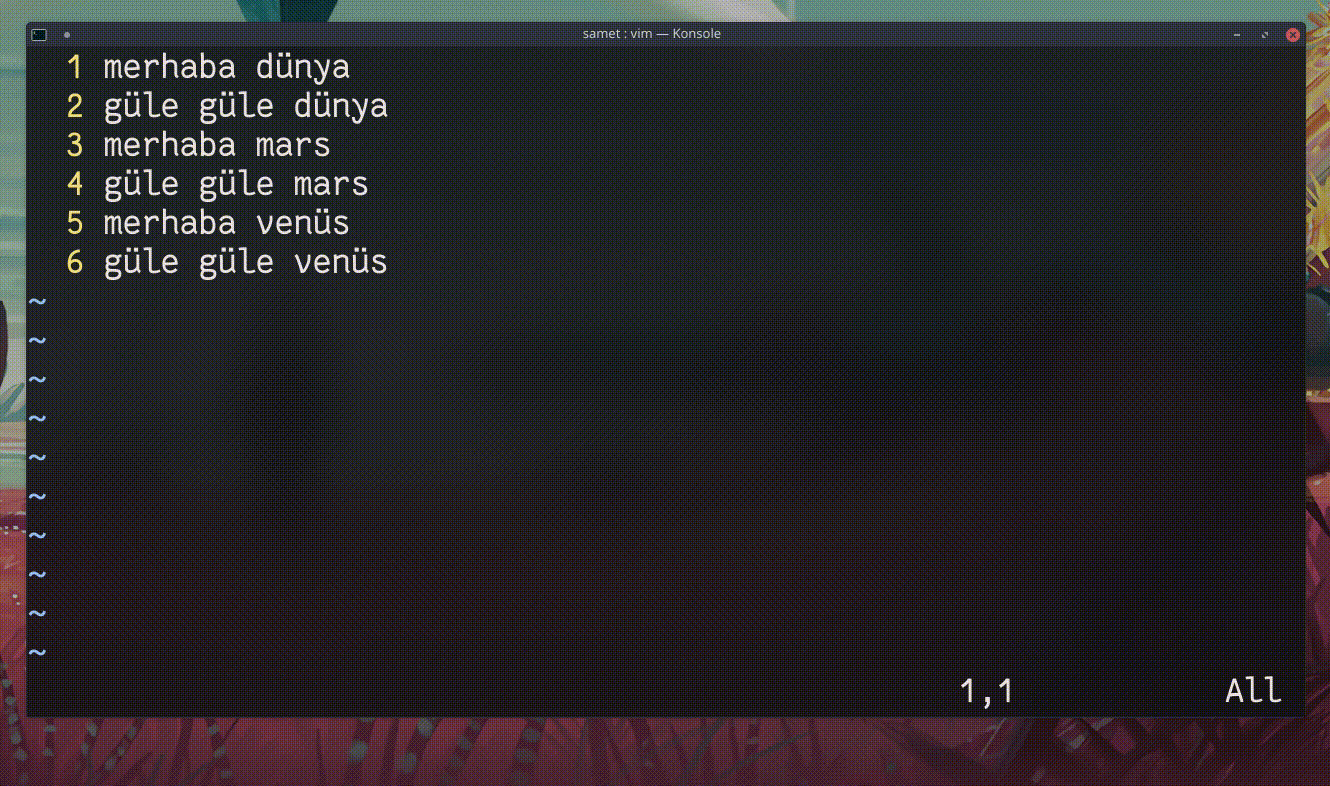 samet : vim — Konsole
1 merhaba dünya
2 güle güle dünya
3 merhaba mars
4 güle güle mars
5 merhaba venüs
6 güle güle venüs
~
~
~
~
~
~
~
~
~
~
1,1 All